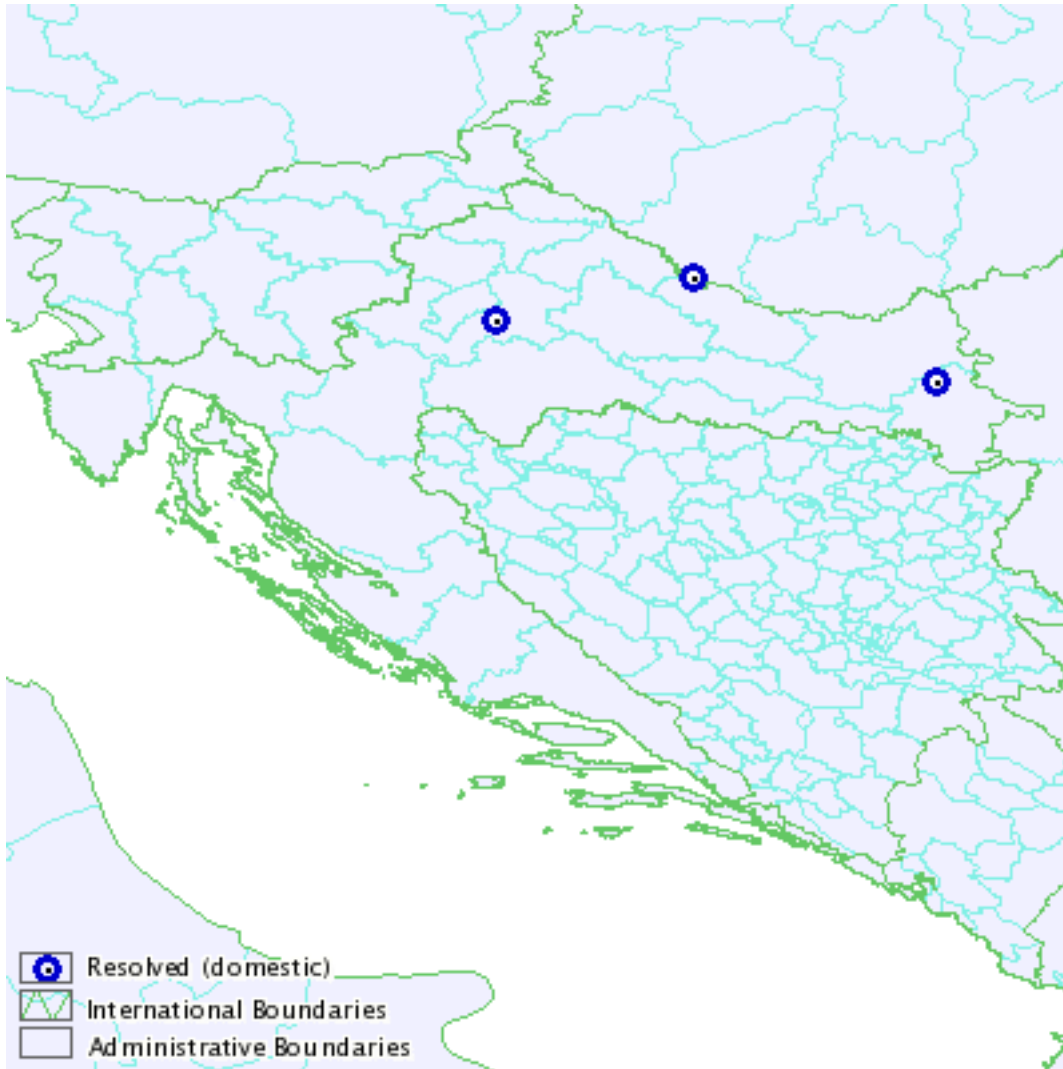 Resolved (domestic)
International Boundaries
Administrative Boundaries